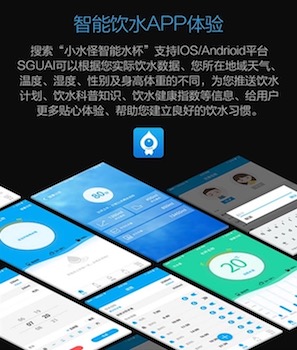 智能饮水APP体验
搜索“小水怪智能水杯”支持IOS/Andrioid平台
SGUAI可以根据您实际饮水数据、您所在地域天气、
温度、湿度、性别及身高体重的不同，为您推送饮水
计划、饮水科普知识、饮水健康指数等信息、给用户
更多贴心体验、帮助您建立良好的饮水习惯。
80
20
07 20